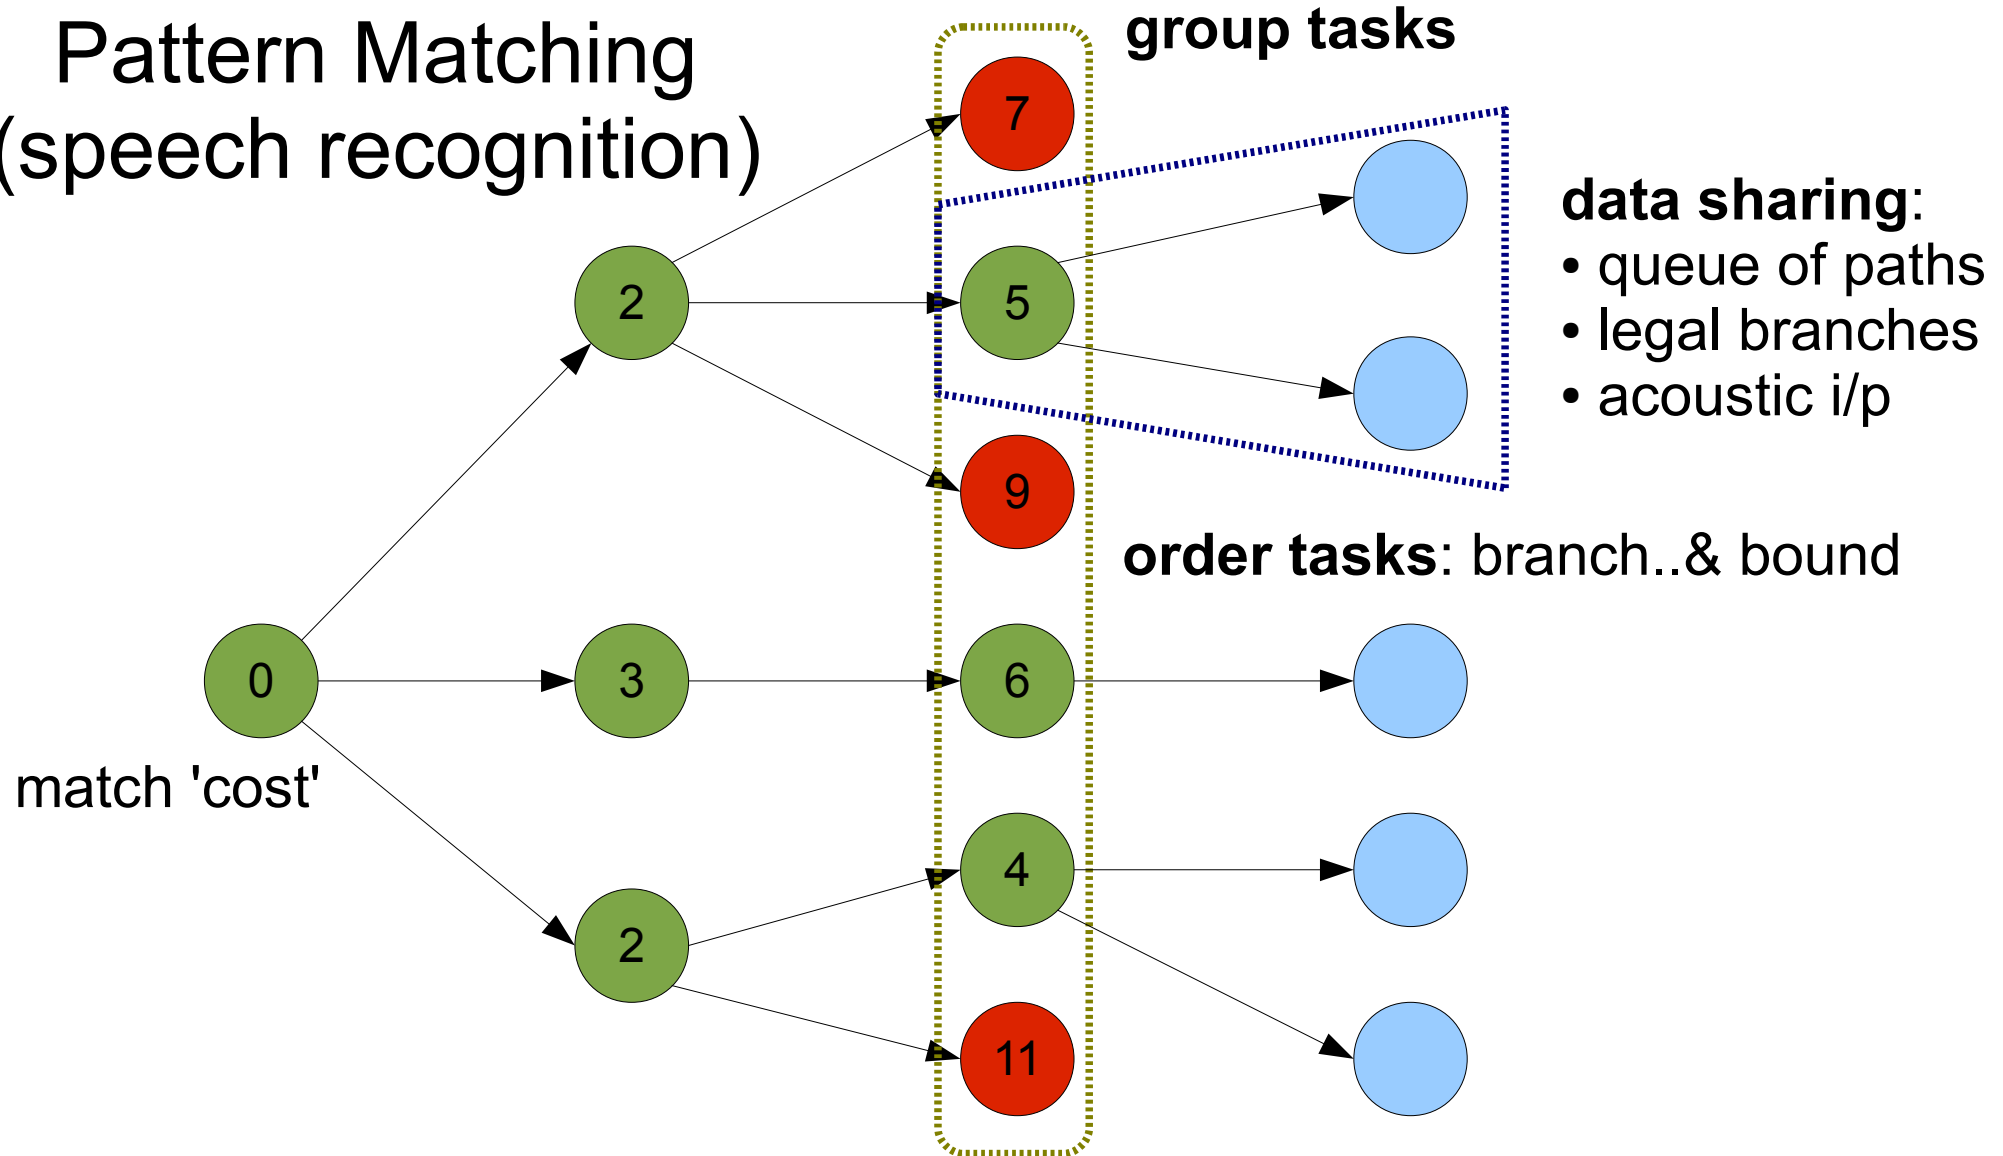 Pattern Matching
(speech recognition)
group tasks
7
data sharing:
• queue of paths
• legal branches
• acoustic i/p
2
5
9
order tasks: branch..& bound
0
3
6
match 'cost'
4
2
11